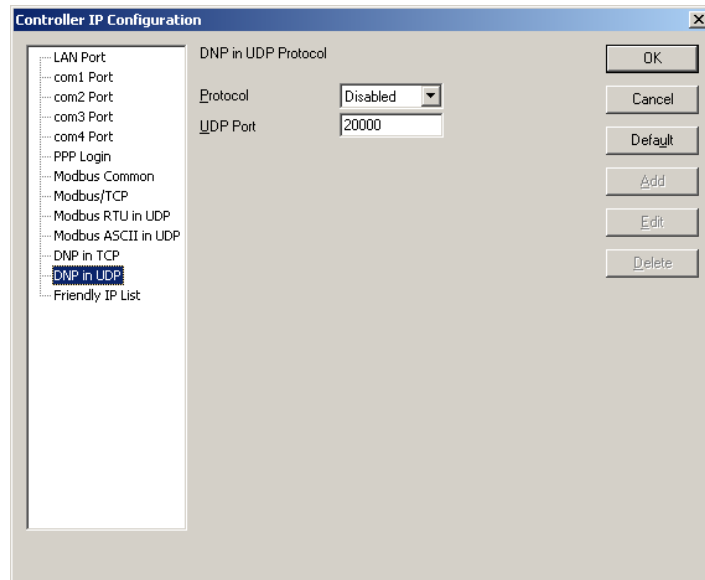 Controller IP Configuration
LAN Port
com1 Port
com2 Port
com3 Port
com4 Port
PPP Login
Modbus Common
Modbus/TCP
Modbus RTU in UDP
Modbus ASCII in UDP
DNP in TCP
DNP in UDP
Friendly IP List
DNP in UDP Protocol
Protocol Disabled
UDP Port 20000
OK
Cancel
Default
Add
Edit
Delete